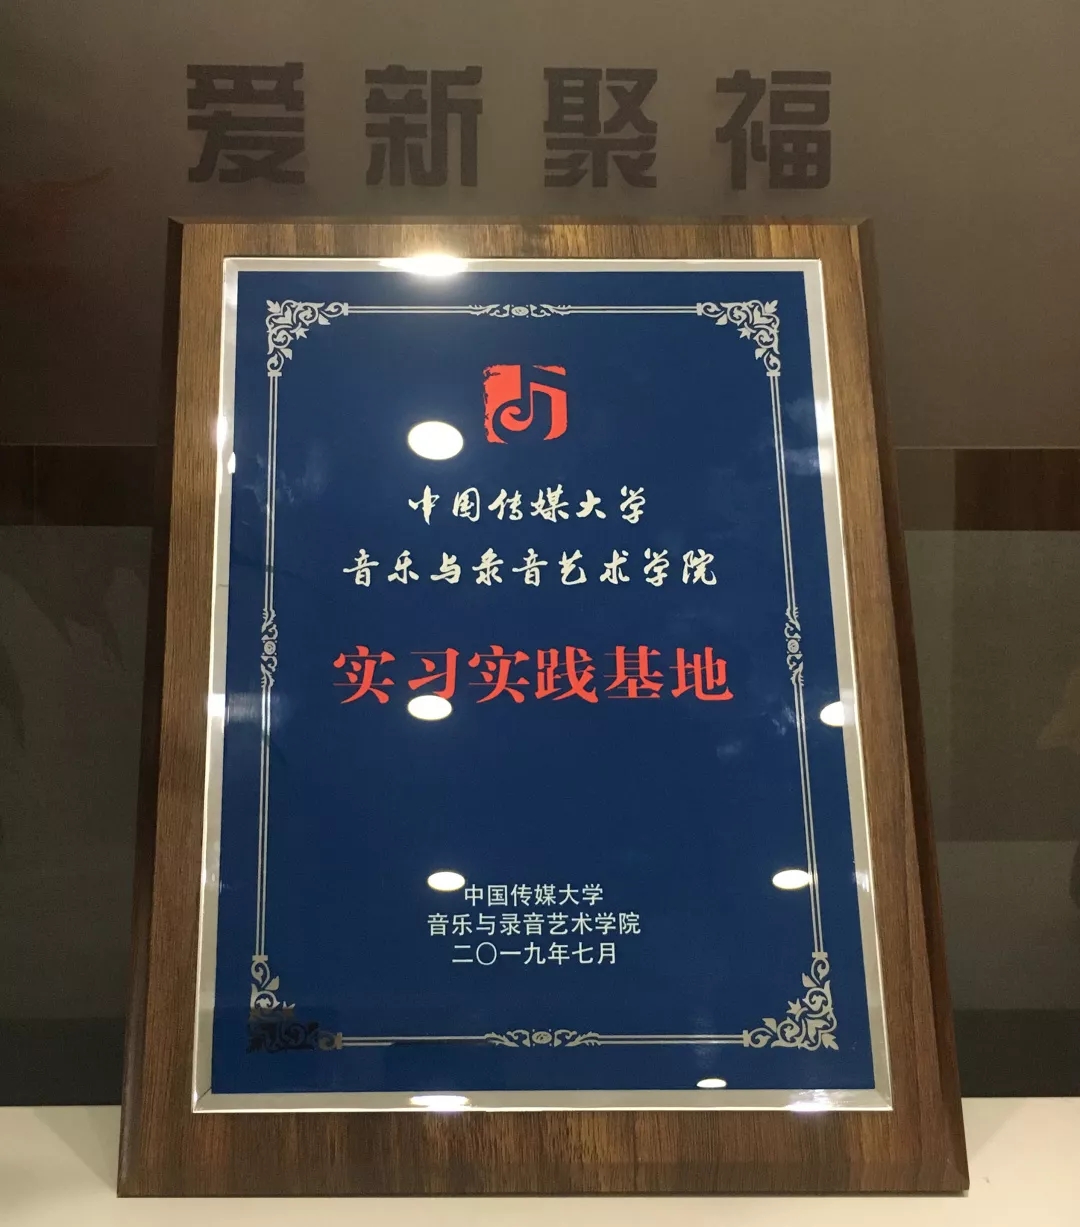 爱新聚福
中国传媒大学
音乐与录音艺术学院
实习实践基地
中国传媒大学
音乐与录音艺术学院
二〇一九年七月